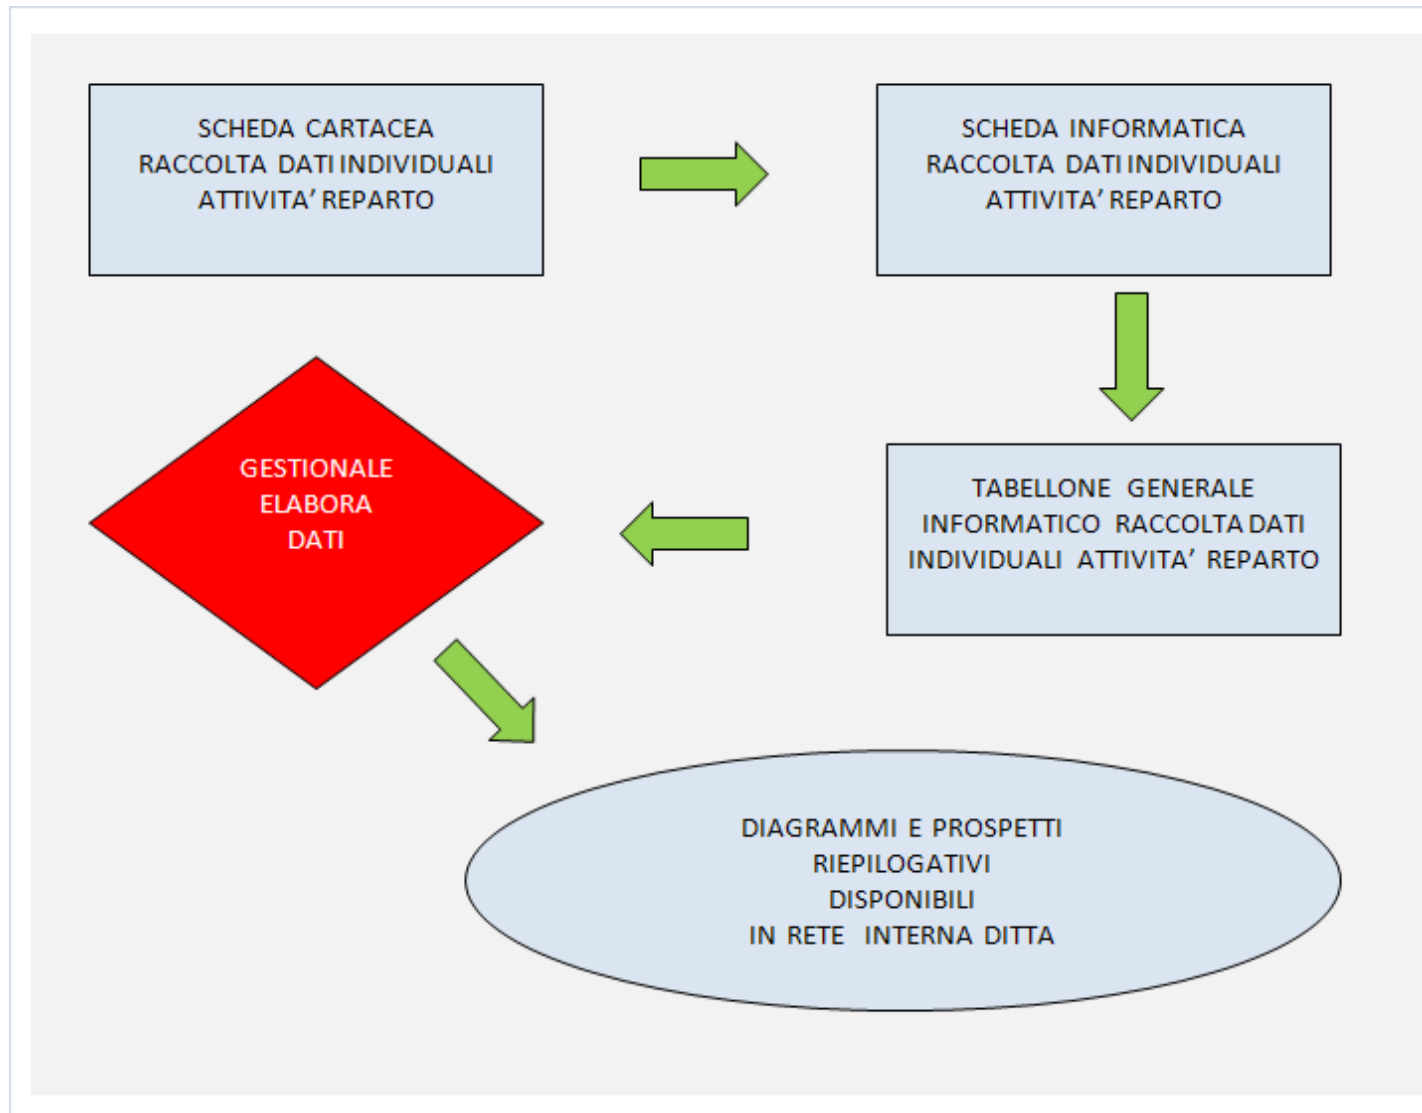 SCHEDA CARTACEA
RACCOLTA DATI INDIVIDUALI
ATTIVITA’ REPARTO
SCHEDA INFORMATICA
RACCOLTA DATI INDIVIDUALI
ATTIVITA’ REPARTO
TABELLONE GENERALE
INFORMATICO RACCOLTA DATI
INDIVIDUALI ATTIVITA’ REPARTO
GESTIONALE
ELABORA
DATI
DIAGRAMMI E PROSPETTI
RIEPILOGATIVI
DISPONIBILI
IN RETE INTERNA DITTA